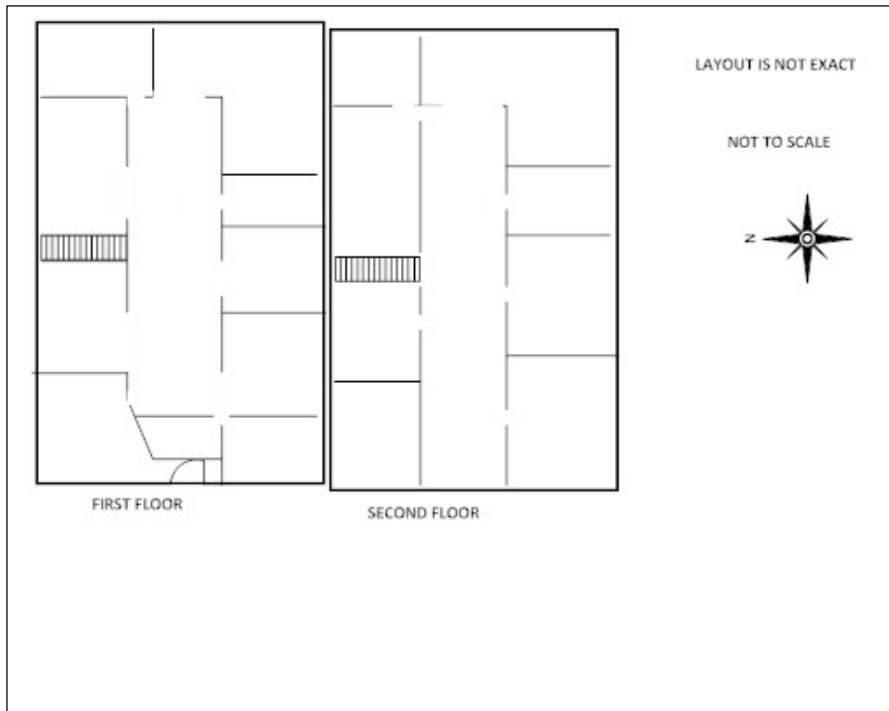 LAYOUT IS NOT EXACT
NOT TO SCALE
N
FIRST FLOOR
SECOND FLOOR